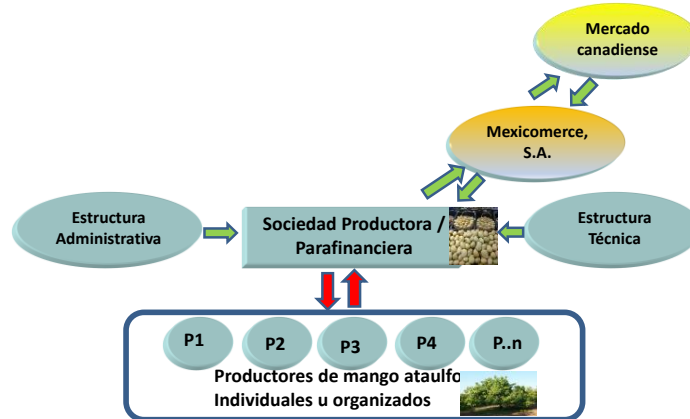 Mercado
canadiense
Mexicomerce,
S.A.
Estructura
Administrativa
Sociedad Productora /
Parafinanciera
Estructura
Técnica
P1
P2
P3
P4
P..n
Productores de mango ataulfo
Individuales u organizados